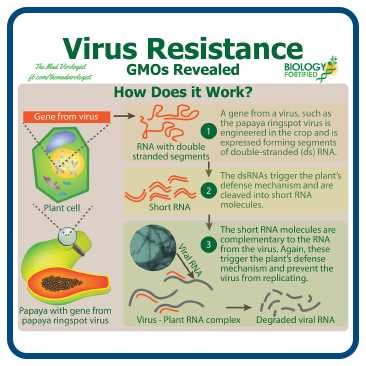 Virus Resistance
GMOs Revealed
The Mad Virologist
fb.com/themadvirologist
BIOLOGY
FORTIFIED
How Does it Work?
Gene from virus
Plant cell
Papaya with gene from
papaya ringspot virus
RNA with double
stranded segments
1
A gene from a virus, such as
the papaya ringspot virus is
engineered in the crop and is
expressed forming segments
of double-stranded (ds) RNA.
Short RNA
2
The dsRNAs trigger the plant's
defense mechanism and are
cleaved into short RNA
molecules.
Viral RNA
3
The short RNA molecules are
complementary to the RNA
from the virus. Again, these
trigger the plant's defense
mechanism and prevent the
virus from replicating.
Virus - Plant RNA complex
Degraded viral RNA